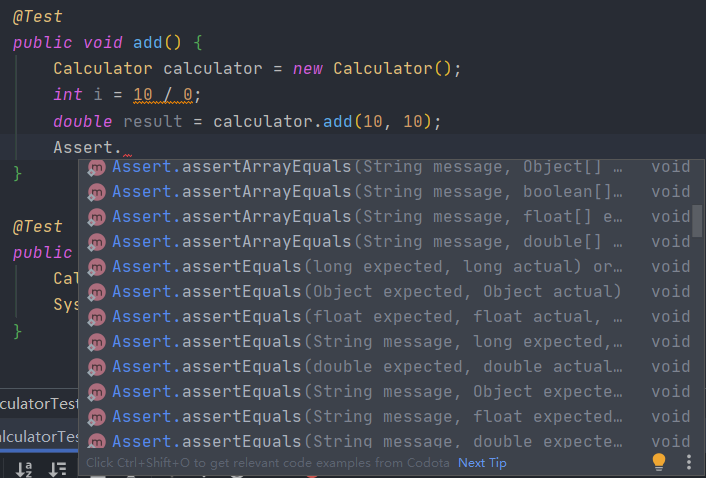 @Test
public void add() {
Calculator calculator = new Calculator();
int i = 10 / 0;
double result = calculator.add(10, 10);
Assert.
}
Assert.assertArrayEquals(String message, Object[] … void
Assert.assertArrayEquals(String message, boolean[]… void
Assert.assertArrayEquals(String message, float[] e… void
Assert.assertArrayEquals(String message, double[] … void
Assert.assertEquals(long expected, long actual) or… void
Assert.assertEquals(Object expected, Object actual) void
Assert.assertEquals(float expected, float actual, … void
Assert.assertEquals(String message, long expected,… void
Assert.assertEquals(double expected, double actual… void
Assert.assertEquals(String message, Object expecte… void
Assert.assertEquals(String message, float expected… void
Assert.assertEquals(String message, double expecte… void
Click Ctrl+Shift+O to get relevant code examples from Codota Next Tip
@Test
public
Cal
Sys
}
culatorTest
alculatorTes